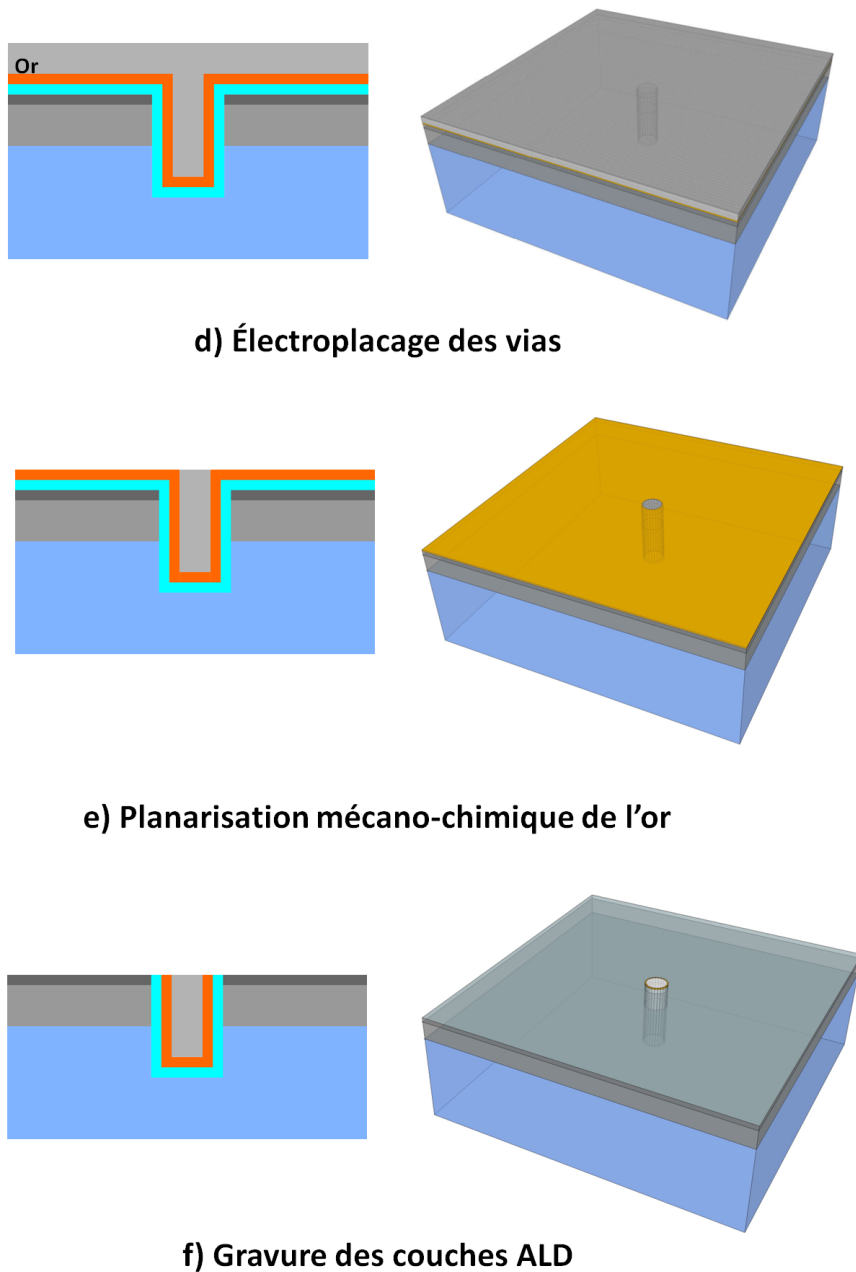 Or
d) Électroplacage des vias
e) Planarisation mécano-chimique de l’or
f) Gravure des couches ALD